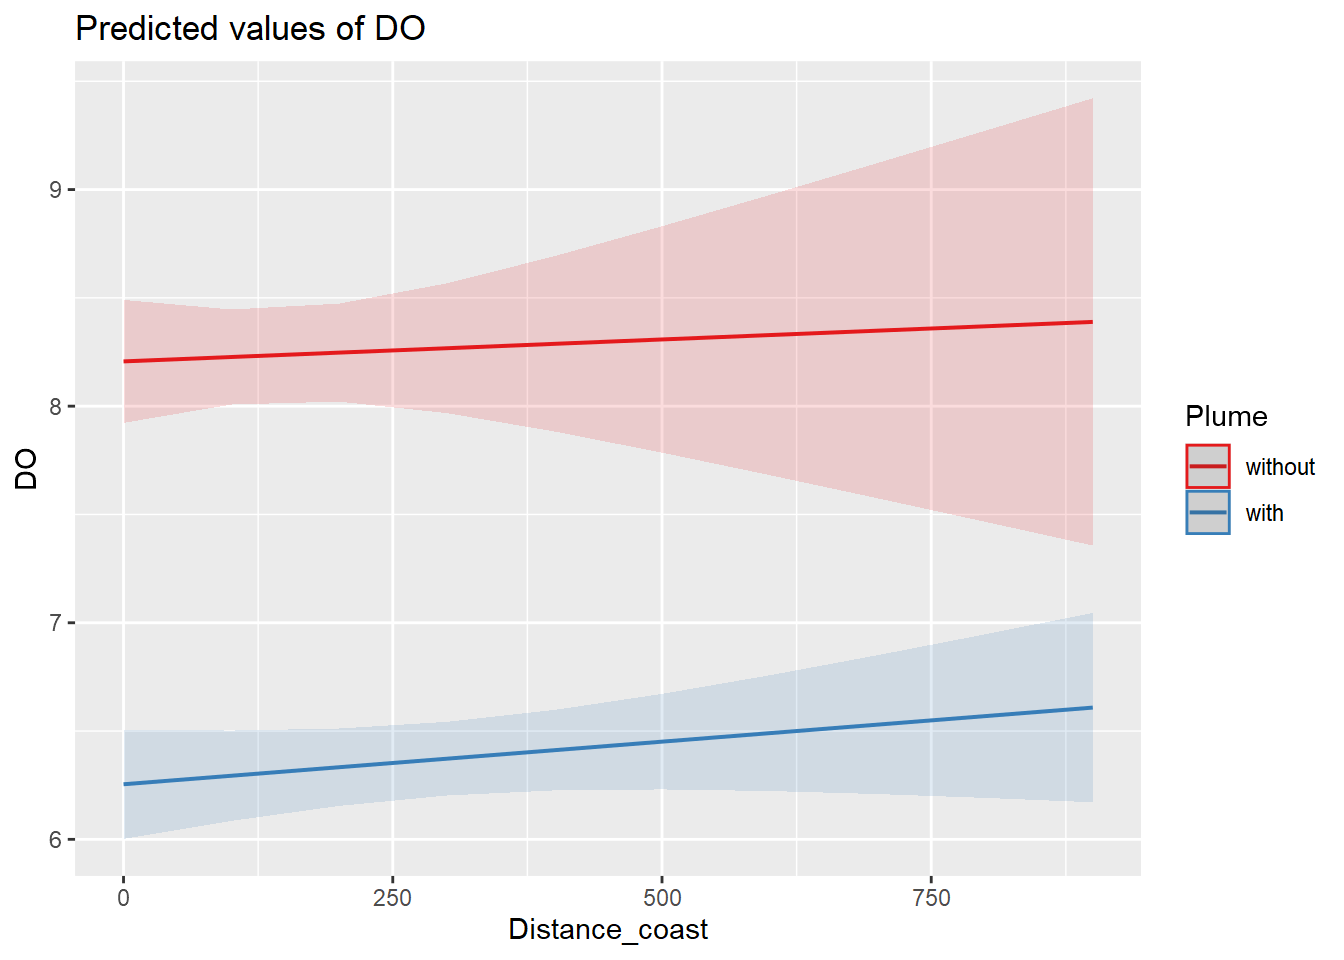 Predicted values of DO
9
8
7
6
DO
0 250 500 750
Distance_coast
Plume
without
with